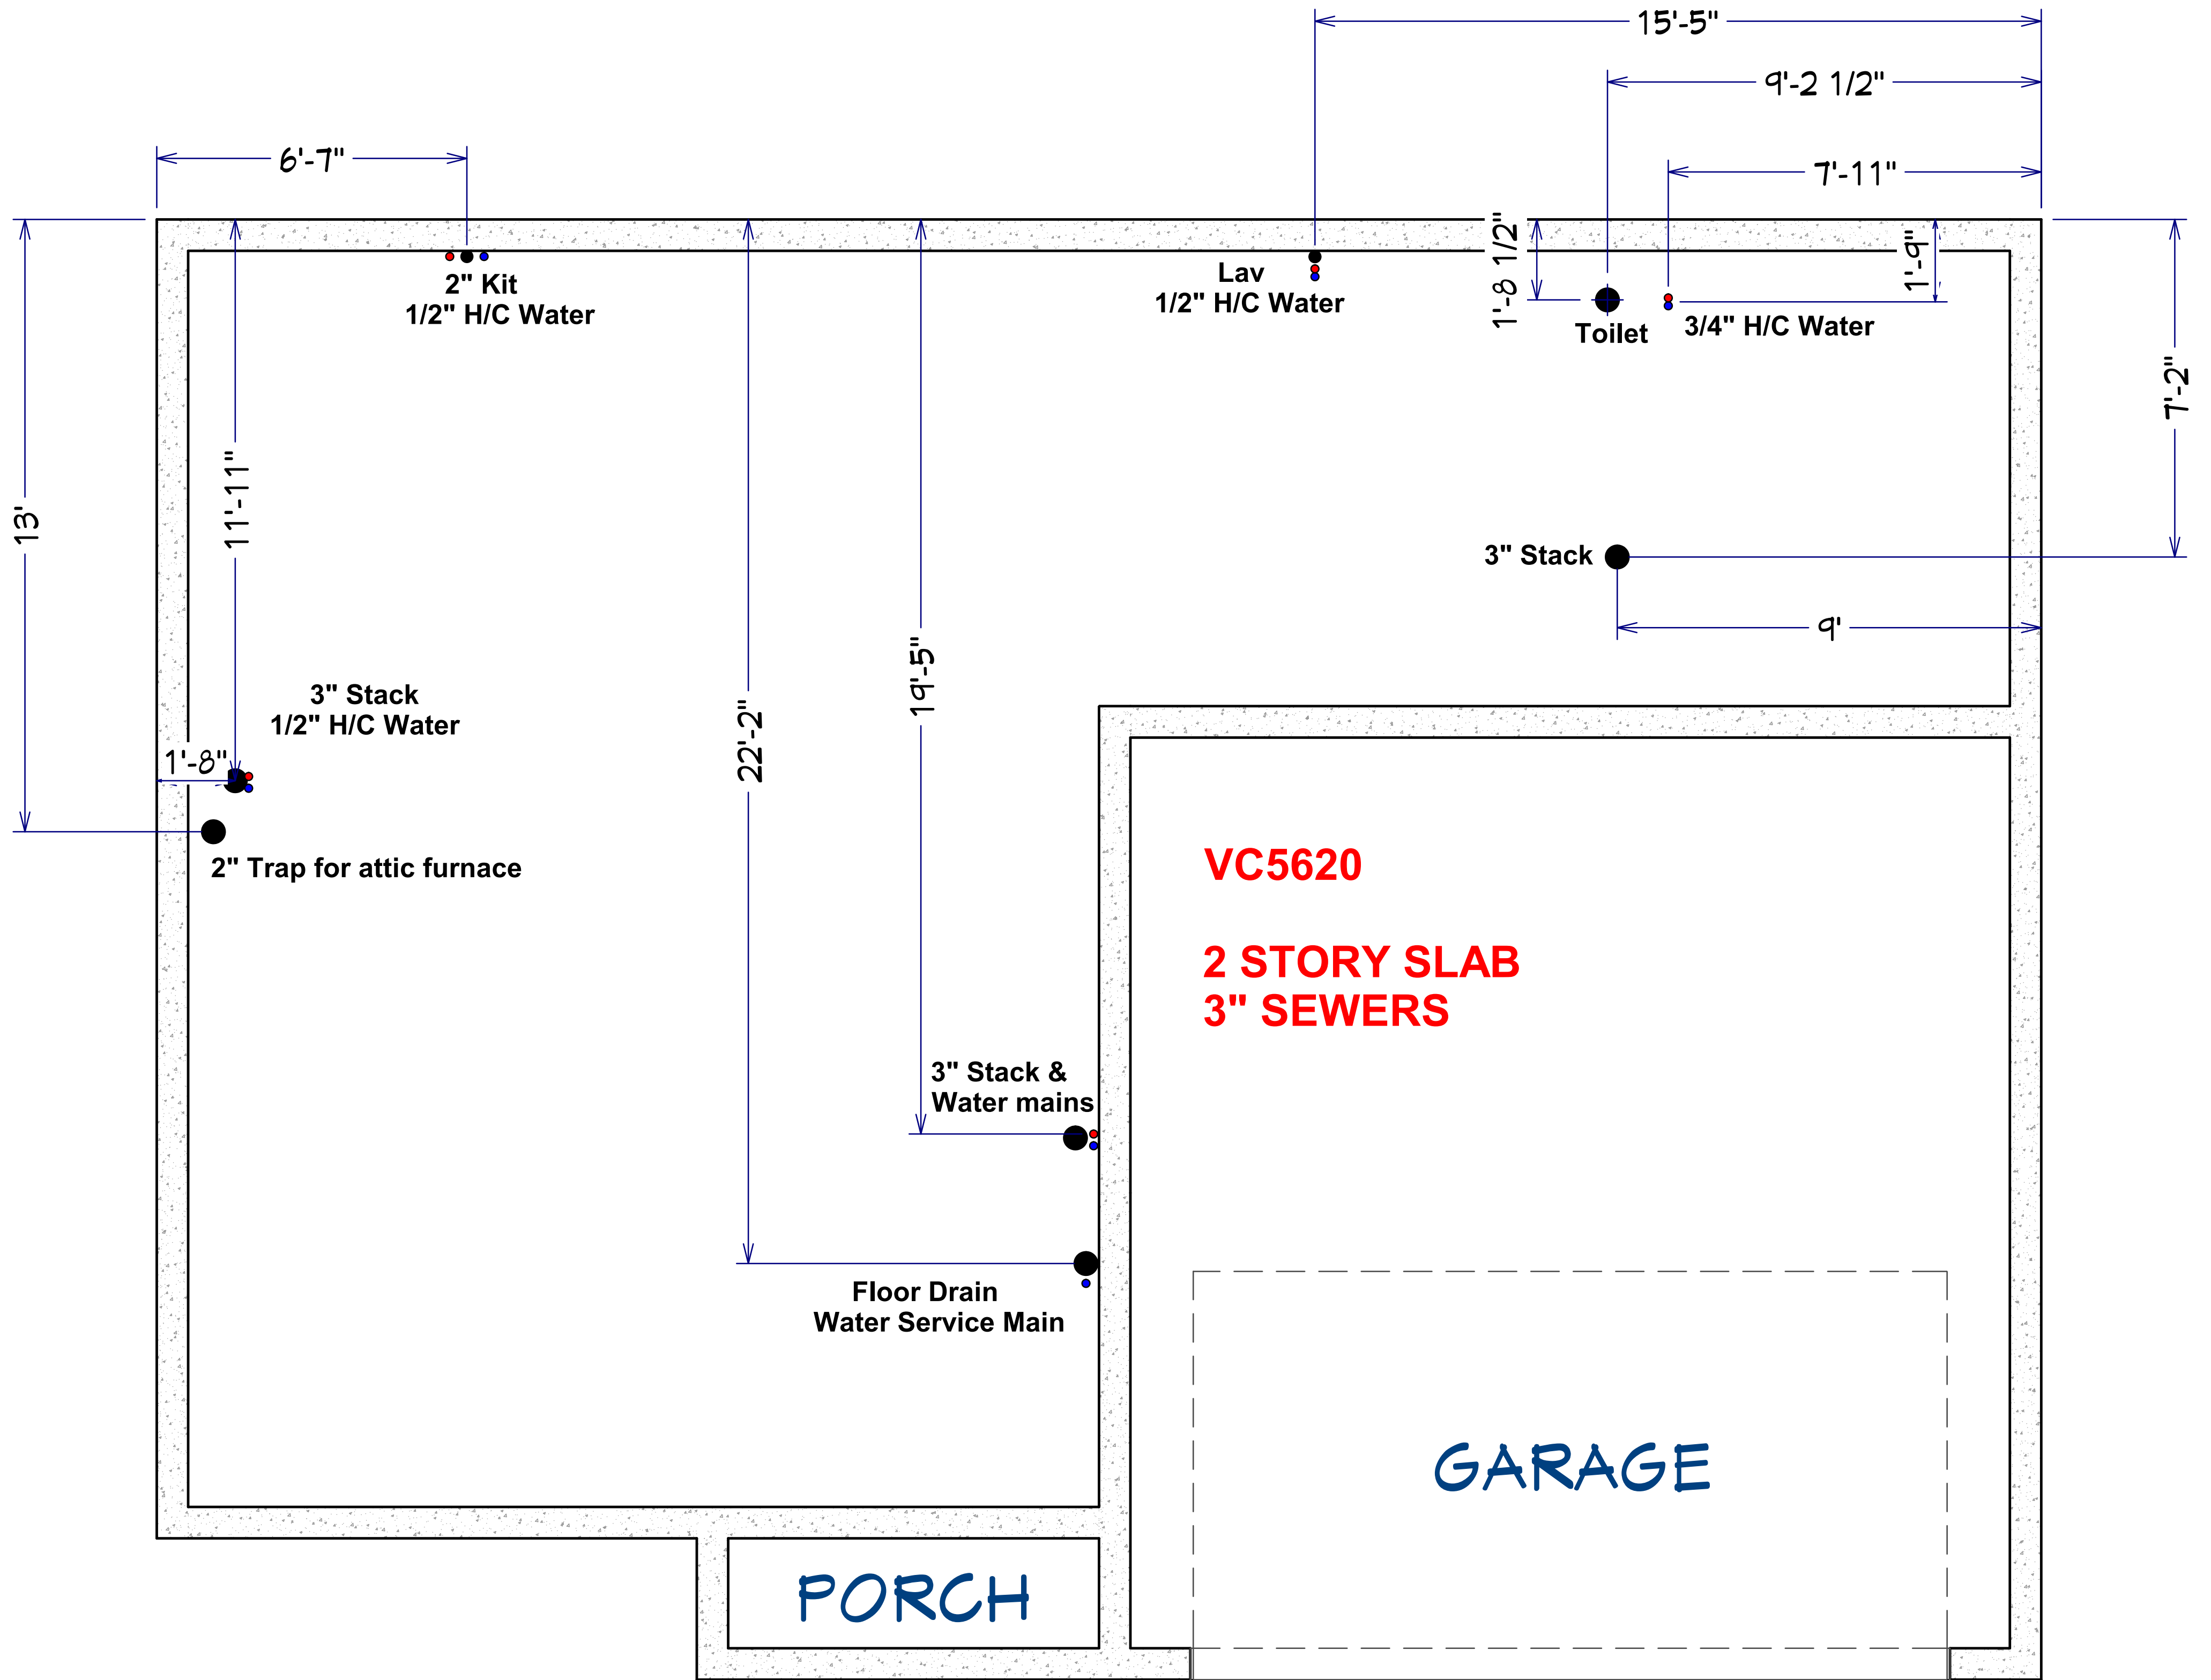 15'-5"
9'-2 1/2"
6'-7"
7'-11"
1'-8 1/2"
1'-9"
2" Kit
1/2" H/C Water
Lav
1/2" H/C Water
Toilet
3/4" H/C Water
7'-2"
13'
11'-11"
3" Stack
9'
19'-5"
22'-2"
3" Stack
1/2" H/C Water
1'-8"
2" Trap for attic furnace
VC5620
2 STORY SLAB
3" SEWERS
3" Stack &
Water mains
Floor Drain
Water Service Main
GARAGE
PORCH